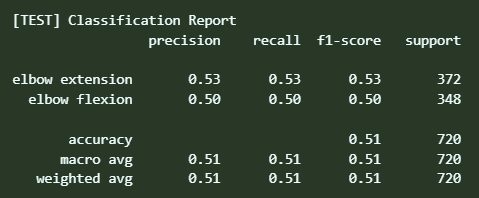 [TEST] Classification Report
precision recall f1-score support
elbow extension 0.53 0.53 0.53 372
elbow flexion 0.50 0.50 0.50 348
accuracy 0.51 720
macro avg 0.51 0.51 0.51 720
weighted avg 0.51 0.51 0.51 720